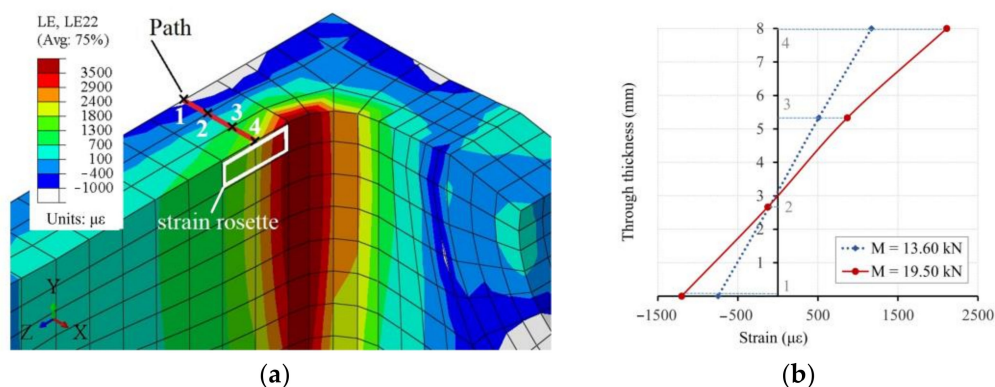 LE, LE22
(Avg: 75%)
3500
2900
2400
1800
1300
700
100
-400
-1000
Units: µε
Path
1
2
3
4
strain rosette
Y
Z
X
(a)
Through thickness (mm)
8
7
6
5
4
3
2
1
4
3
2
1
M = 13.60 kN
M = 19.50 kN
-1500
-500
500
1500
2500
Strain (µε)
(b)